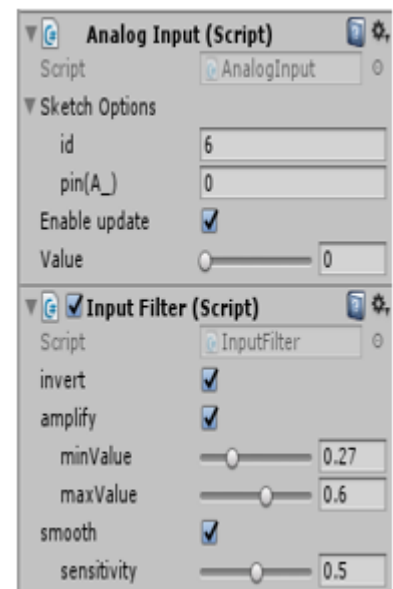 Analog Input (Script)
Script AnalogInput
Sketch Options
id 6
pin(A_) 0
Enable update
Value 0
Input Filter (Script)
Script InputFilter
invert
amplify
minValue 0.27
maxValue 0.6
smooth
sensitivity 0.5